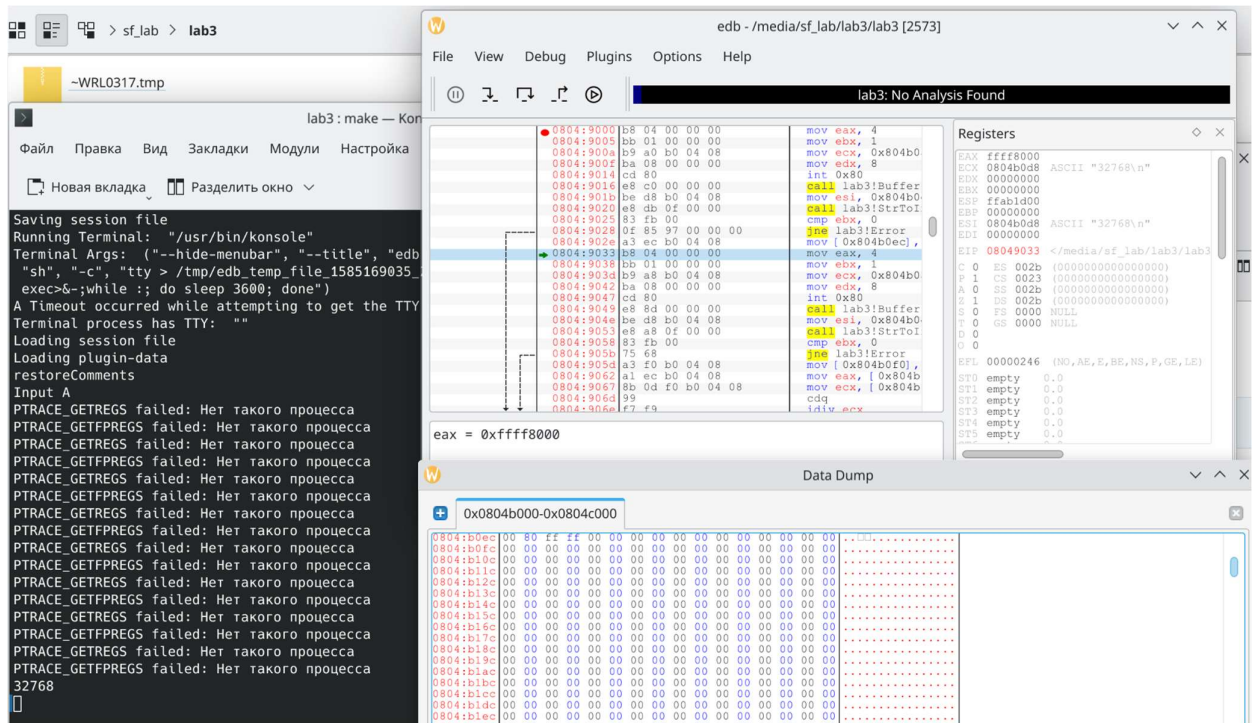 sf_lab > lab3
~WRL0317.tmp
lab3 : make — Kon
Файл Правка Вид Закладки Модули Настройка
Новая вкладка Разделить окно
Saving session file
Running Terminal: "/usr/bin/konsole"
Terminal Args: ("--hide-menubar", "--title", "edb
"sh", "-c", "tty > /tmp/edb_temp_file_1585169035_
exec>&-;while :; do sleep 3600; done")
A Timeout occurred while attempting to get the TTY
Terminal process has TTY: ""
Loading session file
Loading plugin-data
restoreComments
Input A
PTRACE_GETREGS failed: Нет такого процесса
PTRACE_GETFPREGS failed: Нет такого процесса
PTRACE_GETREGS failed: Нет такого процесса
PTRACE_GETFPREGS failed: Нет такого процесса
PTRACE_GETREGS failed: Нет такого процесса
PTRACE_GETFPREGS failed: Нет такого процесса
PTRACE_GETREGS failed: Нет такого процесса
PTRACE_GETFPREGS failed: Нет такого процесса
PTRACE_GETREGS failed: Нет такого процесса
PTRACE_GETFPREGS failed: Нет такого процесса
PTRACE_GETREGS failed: Нет такого процесса
PTRACE_GETFPREGS failed: Нет такого процесса
PTRACE_GETREGS failed: Нет такого процесса
PTRACE_GETFPREGS failed: Нет такого процесса
PTRACE_GETREGS failed: Нет такого процесса
PTRACE_GETFPREGS failed: Нет такого процесса
32768
edb - /media/sf_lab/lab3/lab3 [2573]
File View Debug Plugins Options Help
lab3: No Analysis Found
0804:9000 b8 04 00 00 00 mov eax, 4
0804:9005 bb 01 00 00 00 mov ebx, 1
0804:900a b9 a0 b0 04 08 mov ecx, 0x804b0
0804:900f ba 08 00 00 00 mov edx, 8
0804:9014 cd 80 int 0x80
0804:9016 e8 c0 00 00 00 call lab3!Buffer
0804:901b be d8 b0 04 08 mov esi, 0x804b0
0804:9020 e8 db 0f 00 00 call lab3!StrToI
0804:9025 83 fb 00 cmp ebx, 0
0804:9028 0f 85 97 00 00 00 jne lab3!Error
0804:902e a3 ec b0 04 08 mov [0x804b0ec],
0804:9033 b8 04 00 00 00 mov eax, 4
0804:9038 bb 01 00 00 00 mov ebx, 1
0804:903d b9 a8 b0 04 08 mov ecx, 0x804b0
0804:9042 ba 08 00 00 00 mov edx, 8
0804:9047 cd 80 int 0x80
0804:9049 e8 8d 00 00 00 call lab3!Buffer
0804:904e be d8 b0 04 08 mov esi, 0x804b0
0804:9053 e8 a8 0f 00 00 call lab3!StrToI
0804:9058 83 fb 00 cmp ebx, 0
0804:905b 75 68 jne lab3!Error
0804:905d a3 f0 b0 04 08 mov [0x804b0f0],
0804:9062 a1 ec b0 04 08 mov eax, [0x804b
0804:9067 8b 0d f0 b0 04 08 mov ecx, [0x804b
0804:906d 99 cdq
0804:906e f7 f9 idiv ecx
eax = 0xffff8000
Registers
EAX ffff8000
ECX 0804b0d8 ASCII "32768\n"
EDX 00000000
EBX 00000000
ESP ffab1d00
EBP 00000000
ESI 0804b0d8 ASCII "32768\n"
EDI 00000000
EIP 08049033 </media/sf_lab/lab3/lab3
C 0 ES 002b (0000000000000000)
P 1 CS 0023 (0000000000000000)
A 0 SS 002b (0000000000000000)
Z 1 DS 002b (0000000000000000)
S 0 FS 0000 NULL
T 0 GS 0000 NULL
D 0
O 0
EFL 00000246 (NO,AE,E,BE,NS,P,GE,LE)
ST0 empty 0.0
ST1 empty 0.0
ST2 empty 0.0
ST3 empty 0.0
ST4 empty 0.0
ST5 empty 0.0
Data Dump
0x0804b000-0x0804c000
0804:b0ec 00 80 ff ff 00 00 00 00 00 00 00 00 00 00 00 00
0804:b0fc 00 00 00 00 00 00 00 00 00 00 00 00 00 00 00 00 ................
0804:b10c 00 00 00 00 00 00 00 00 00 00 00 00 00 00 00 00 ................
0804:b11c 00 00 00 00 00 00 00 00 00 00 00 00 00 00 00 00 ................
0804:b12c 00 00 00 00 00 00 00 00 00 00 00 00 00 00 00 00 ................
0804:b13c 00 00 00 00 00 00 00 00 00 00 00 00 00 00 00 00 ................
0804:b14c 00 00 00 00 00 00 00 00 00 00 00 00 00 00 00 00 ................
0804:b15c 00 00 00 00 00 00 00 00 00 00 00 00 00 00 00 00 ................
0804:b16c 00 00 00 00 00 00 00 00 00 00 00 00 00 00 00 00 ................
0804:b17c 00 00 00 00 00 00 00 00 00 00 00 00 00 00 00 00 ................
0804:b18c 00 00 00 00 00 00 00 00 00 00 00 00 00 00 00 00 ................
0804:b19c 00 00 00 00 00 00 00 00 00 00 00 00 00 00 00 00 ................
0804:b1ac 00 00 00 00 00 00 00 00 00 00 00 00 00 00 00 00 ................
0804:b1bc 00 00 00 00 00 00 00 00 00 00 00 00 00 00 00 00 ................
0804:b1cc 00 00 00 00 00 00 00 00 00 00 00 00 00 00 00 00 ................
0804:b1dc 00 00 00 00 00 00 00 00 00 00 00 00 00 00 00 00 ................
0804:b1ec 00 00 00 00 00 00 00 00 00 00 00 00 00 00 00 00 ................